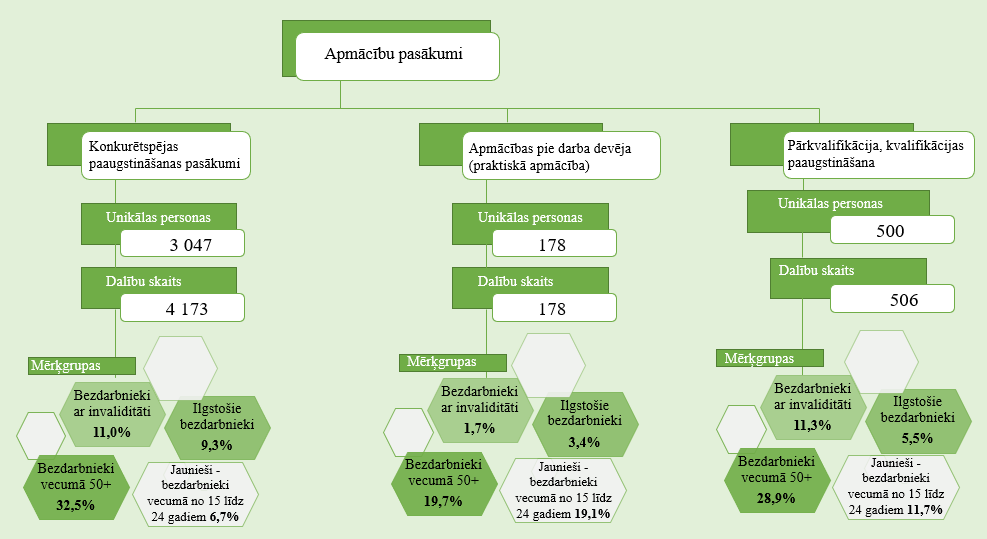 Apmācību pasākumi
Konkurētspējas
paaugstināšanas pasākumi
Unikālas personas
3 047
Dalību skaits
4 173
Mērķgrupas
Bezdarbnieki
ar invaliditāti
11,0%
Ilgstošie
bezdarbnieki
9,3%
Bezdarbnieki
vecumā 50+
32,5%
Jaunieši -
bezdarbnieki
vecumā no 15 līdz
24 gadiem 6,7%
Apmācības pie darba devēja
(praktiskā apmācība)
Unikālas personas
178
Dalību skaits
178
Mērķgrupas
Bezdarbnieki
ar invaliditāti
1,7%
Ilgstošie
bezdarbnieki
3,4%
Bezdarbnieki
vecumā 50+
19,7%
Jaunieši -
bezdarbnieki
vecumā no 15 līdz
24 gadiem 19,1%
Pārkvalifikācija, kvalifikācijas
paaugstināšana
Unikālas personas
500
Dalību skaits
506
Mērķgrupas
Bezdarbnieki
ar invaliditāti
11,3%
Ilgstošie
bezdarbnieki
5,5%
Bezdarbnieki
vecumā 50+
28,9%
Jaunieši -
bezdarbnieki
vecumā no 15 līdz
24 gadiem 11,7%